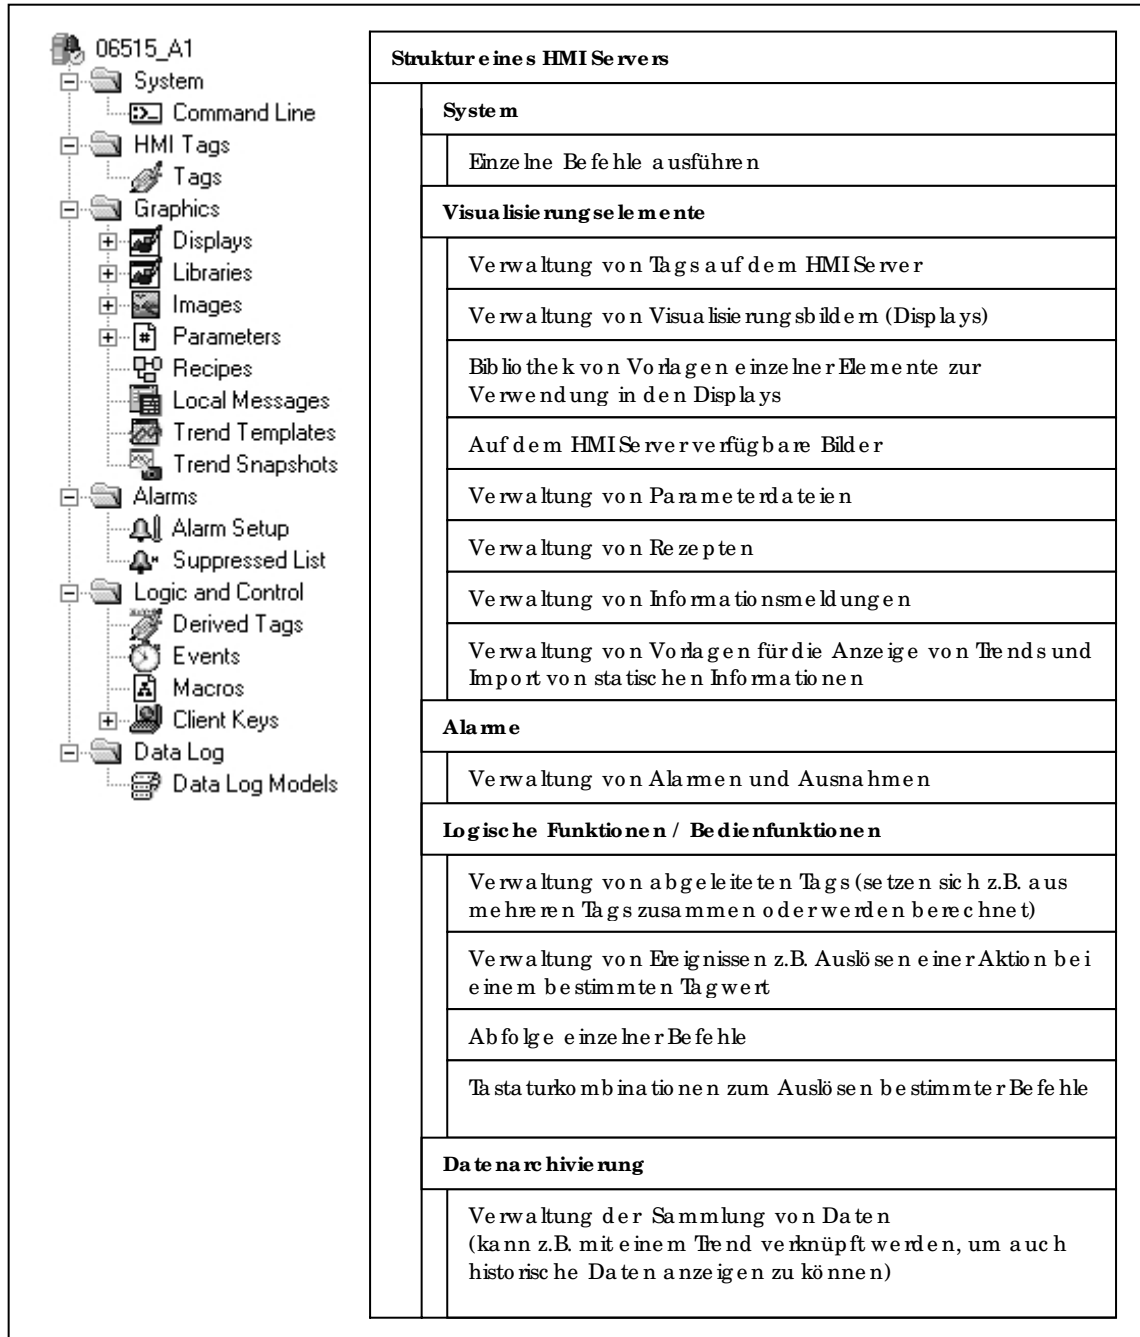 06515_A1
System
Command Line
HMI Tags
Tags
Graphics
Displays
Libraries
Images
Parameters
Recipes
Local Messages
Trend Templates
Trend Snapshots
Alarms
Alarm Setup
Suppressed List
Logic and Control
Derived Tags
Events
Macros
Client Keys
Data Log
Data Log Models
Struktur eines HMI Servers
System
Einzelne Befehle ausführen
Visualisierungselemente
Verwaltung von Tags auf dem HMI Server
Verwaltung von Visualisierungsbildern (Displays)
Bibliothek von Vorlagen einzelner Elemente zur
Verwendung in den Displays
Auf dem HMI Server verfügbare Bilder
Verwaltung von Parameterdateien
Verwaltung von Rezepten
Verwaltung von Informationsmeldungen
Verwaltung von Vorlagen für die Anzeige von Trends und
Import von statischen Informationen
Alarme
Verwaltung von Alarmen und Ausnahmen
Logische Funktionen / Bedienfunktionen
Verwaltung von abgeleiteten Tags (setzen sich z.B. aus
mehreren Tags zusammen oder werden berechnet)
Verwaltung von Ereignissen z.B. Auslösen einer Aktion bei
einem bestimmten Tagwert
Abfolge einzelner Befehle
Tastaturkombinationen zum Auslösen bestimmter Befehle
Datenarchivierung
Verwaltung der Sammlung von Daten
(kann z.B. mit einem Trend verknüpft werden, um auch
historische Daten anzeigen zu können)